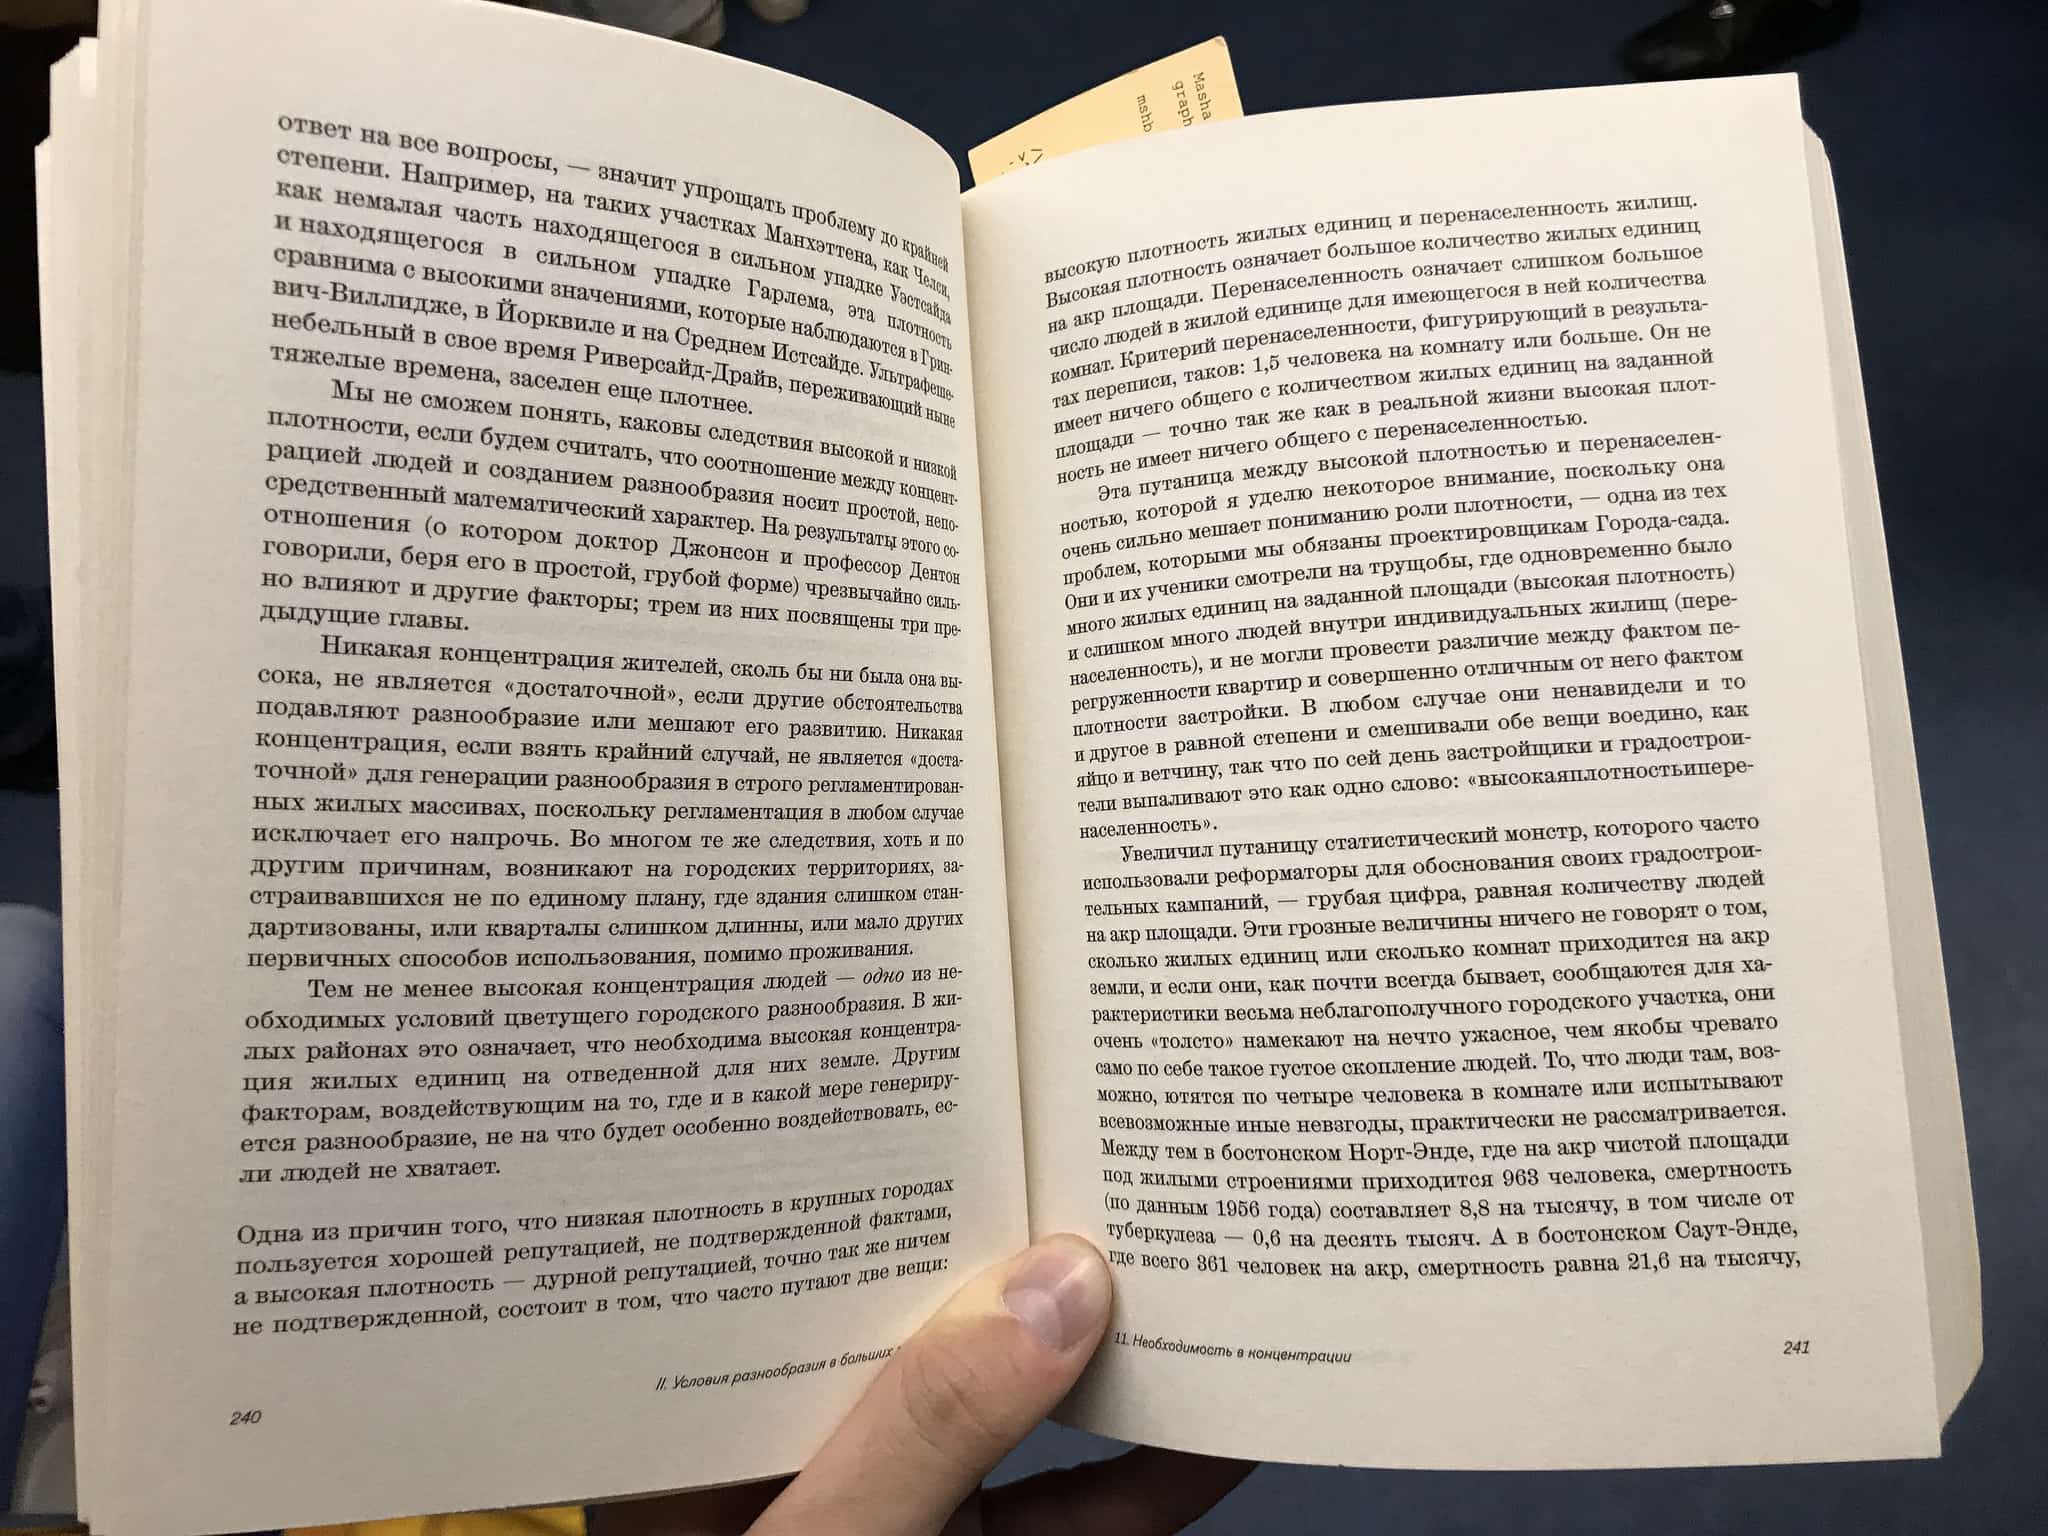 ответ на все вопросы, — значит упрощать проблему до крайней
степени. Например, на таких участках Манхэттена, как Челси,
как немалая часть находящегося в сильном упадке Уэстсайда
и находящегося в сильном упадке Гарлема, эта плотность
сравнима с высокими значениями, которые наблюдаются в Грин-
вич-Виллидже, в Йорквиле и на Среднем Истсайде. Ультрафеше-
небельный в свое время Риверсайд-Драйв, переживающий ныне
тяжелые времена, заселен еще плотнее.
Мы не сможем понять, каковы следствия высокой и низкой
плотности, если будем считать, что соотношение между концент-
рацией людей и созданием разнообразия носит простой, непо-
средственный математический характер. На результаты этого со-
отношения (о котором доктор Джонсон и профессор Дентон
говорили, беря его в простой, грубой форме) чрезвычайно силь-
но влияют и другие факторы; трем из них посвящены три пре-
дыдущие главы.
Никакая концентрация жителей, сколь бы ни была она вы-
сока, не является «достаточной», если другие обстоятельства
подавляют разнообразие или мешают его развитию. Никакая
концентрация, если взять крайний случай, не является «доста-
точной» для генерации разнообразия в строго регламентирован-
ных жилых массивах, поскольку регламентация в любом случае
исключает его напрочь. Во многом те же следствия, хоть и по
другим причинам, возникают на городских территориях, за-
страивавшихся не по единому плану, где здания слишком стан-
дартизованы, или кварталы слишком длинны, или мало других
первичных способов использования, помимо проживания.
Тем не менее высокая концентрация людей — одно из не-
обходимых условий цветущего городского разнообразия. В жи-
лых районах это означает, что необходима высокая концентра-
ция жилых единиц на отведенной для них земле. Другим
факторам, воздействующим на то, где и в какой мере генериру-
ется разнообразие, не на что будет особенно воздействовать, ес-
ли людей не хватает.
Одна из причин того, что низкая плотность в крупных городах
пользуется хорошей репутацией, не подтвержденной фактами,
а высокая плотность — дурной репутацией, точно так же ничем
не подтвержденной, состоит в том, что часто путают две вещи:
II. Условия разнообразия в больших
240
Masha
graph
mshb
высокую плотность жилых единиц и перенаселенность жилищ.
Высокая плотность означает большое количество жилых единиц
на акр площади. Перенаселенность означает слишком большое
число людей в жилой единице для имеющегося в ней количества
комнат. Критерий перенаселенности, фигурирующий в результа-
тах переписи, таков: 1,5 человека на комнату или больше. Он не
имеет ничего общего с количеством жилых единиц на заданной
площади — точно так же как в реальной жизни высокая плот-
ность не имеет ничего общего с перенаселенностью.
Эта путаница между высокой плотностью и перенаселен-
ностью, которой я уделю некоторое внимание, поскольку она
очень сильно мешает пониманию роли плотности, — одна из тех
проблем, которыми мы обязаны проектировщикам Города-сада.
Они и их ученики смотрели на трущобы, где одновременно было
много жилых единиц на заданной площади (высокая плотность)
и слишком много людей внутри индивидуальных жилищ (пере-
населенность), и не могли провести различие между фактом пе-
регруженности квартир и совершенно отличным от него фактом
плотности застройки. В любом случае они ненавидели и то
и другое в равной степени и смешивали обе вещи воедино, как
яйцо и ветчину, так что по сей день застройщики и градострои-
тели выпаливают это как одно слово: «высокаяплотностьипере-
населенность».
Увеличил путаницу статистический монстр, которого часто
использовали реформаторы для обоснования своих градострои-
тельных кампаний, — грубая цифра, равная количеству людей
на акр площади. Эти грозные величины ничего не говорят о том,
сколько жилых единиц или сколько комнат приходится на акр
земли, и если они, как почти всегда бывает, сообщаются для ха-
рактеристики весьма неблагополучного городского участка, они
очень «толсто» намекают на нечто ужасное, чем якобы чревато
само по себе такое густое скопление людей. То, что люди там, воз-
можно, ютятся по четыре человека в комнате или испытывают
всевозможные иные невзгоды, практически не рассматривается.
Между тем в бостонском Норт-Энде, где на акр чистой площади
под жилыми строениями приходится 963 человека, смертность
(по данным 1956 года) составляет 8,8 на тысячу, в том числе от
туберкулеза — 0,6 на десять тысяч. А в бостонском Саут-Энде,
где всего 361 человек на акр, смертность равна 21,6 на тысячу,
11. Необходимость в концентрации
241